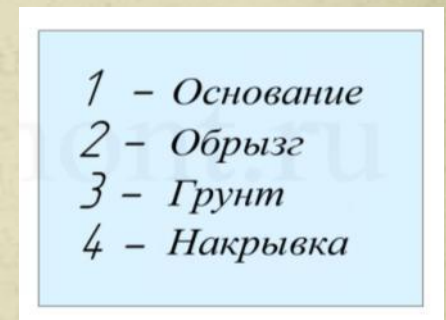 1 – Основание
2 – Обрызг
3 – Грунт
4 – Накрывка